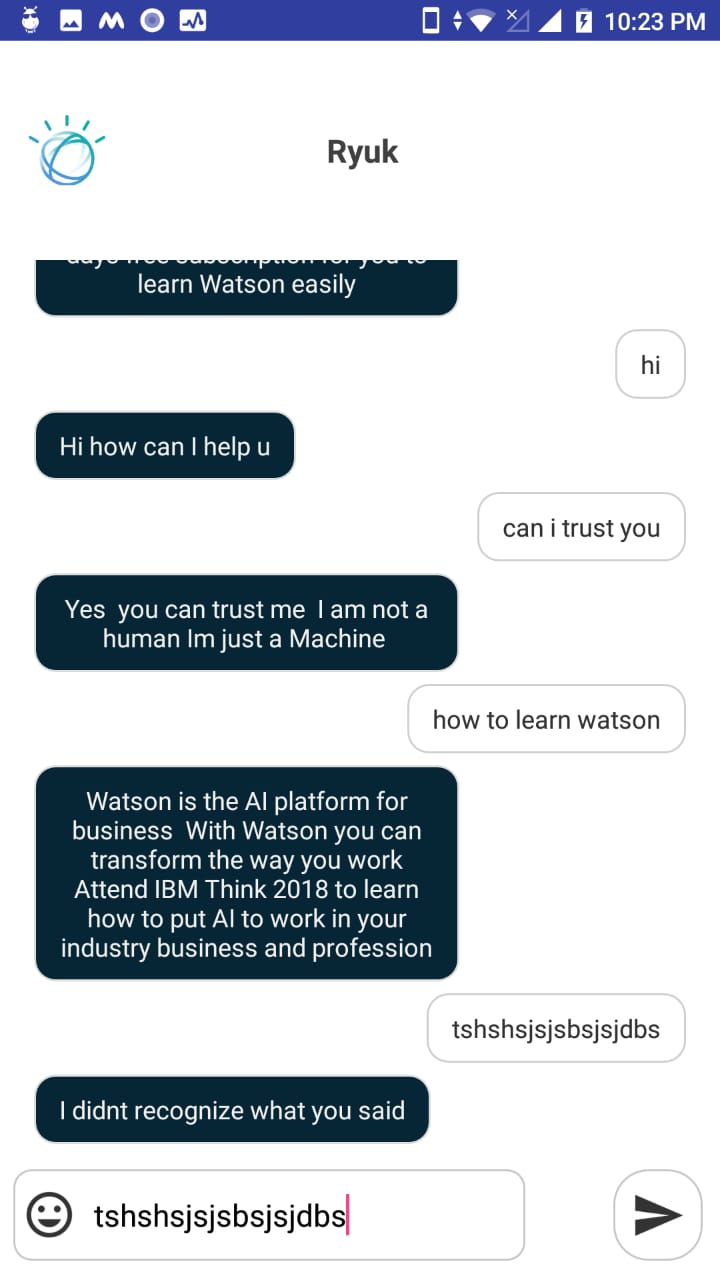 10:23 PM
Ryuk
learn Watson easily
hi
Hi how can I help u
can i trust you
Yes  you can trust me  I am not a
human Im just a Machine
how to learn watson
Watson is the AI platform for
business  With Watson you can
transform the way you work
Attend IBM Think 2018 to learn
how to put AI to work in your
industry business and profession
tshshsjsjsbsjsjdbs
I didnt recognize what you said
tshshsjsjsbsjsjdbs